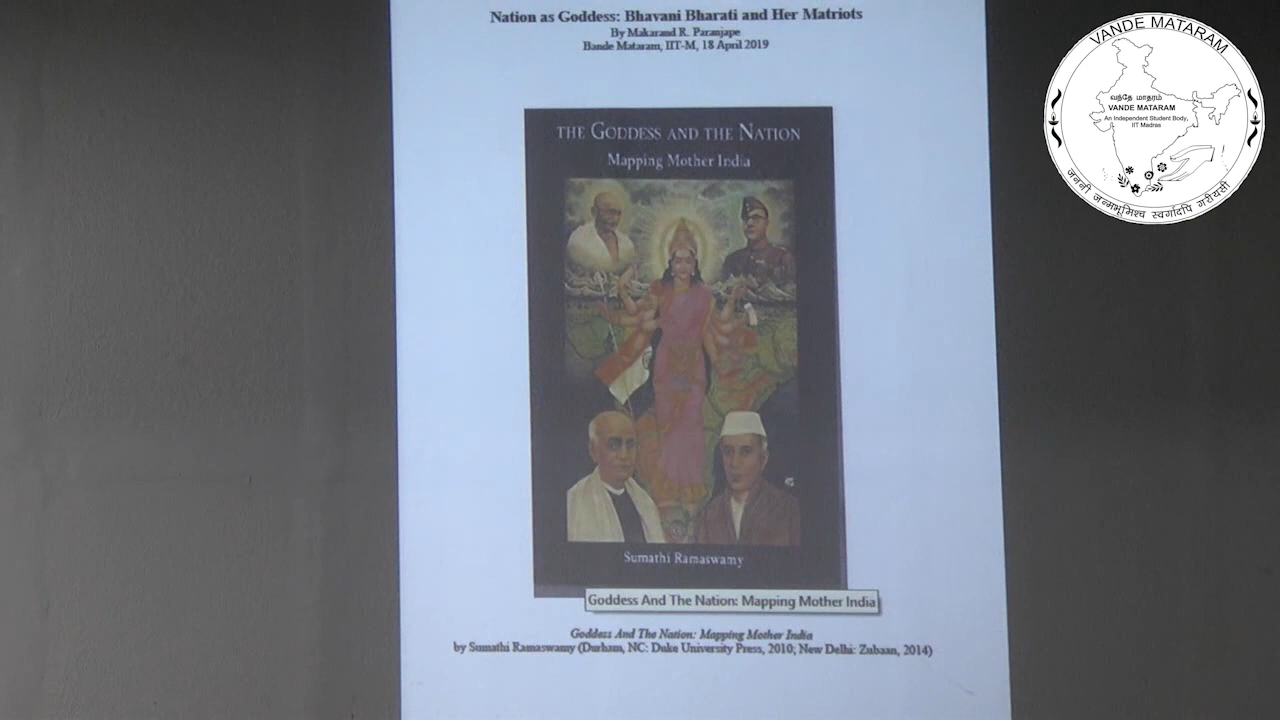 Nation as Goddess: Bhavani Bharati and Her Matriots
By Makarand R. Paranjape
Bande Mataram, IIT-M, 18 April 2019
THE GODDESS AND THE NATION
Mapping Mother India
Sumathi Ramaswamy
Goddess And The Nation: Mapping Mother India
Goddess And The Nation: Mapping Mother India
by Sumathi Ramaswamy (Durham, NC: Duke University Press, 2010; New Delhi: Zubaan, 2014)
VANDE MATARAM
வந்தே மாதரம்
VANDE MATARAM
An Independent Student Body,
IIT Madras
जननी जन्मभूमिश्च स्वर्गादपि गरीयसी